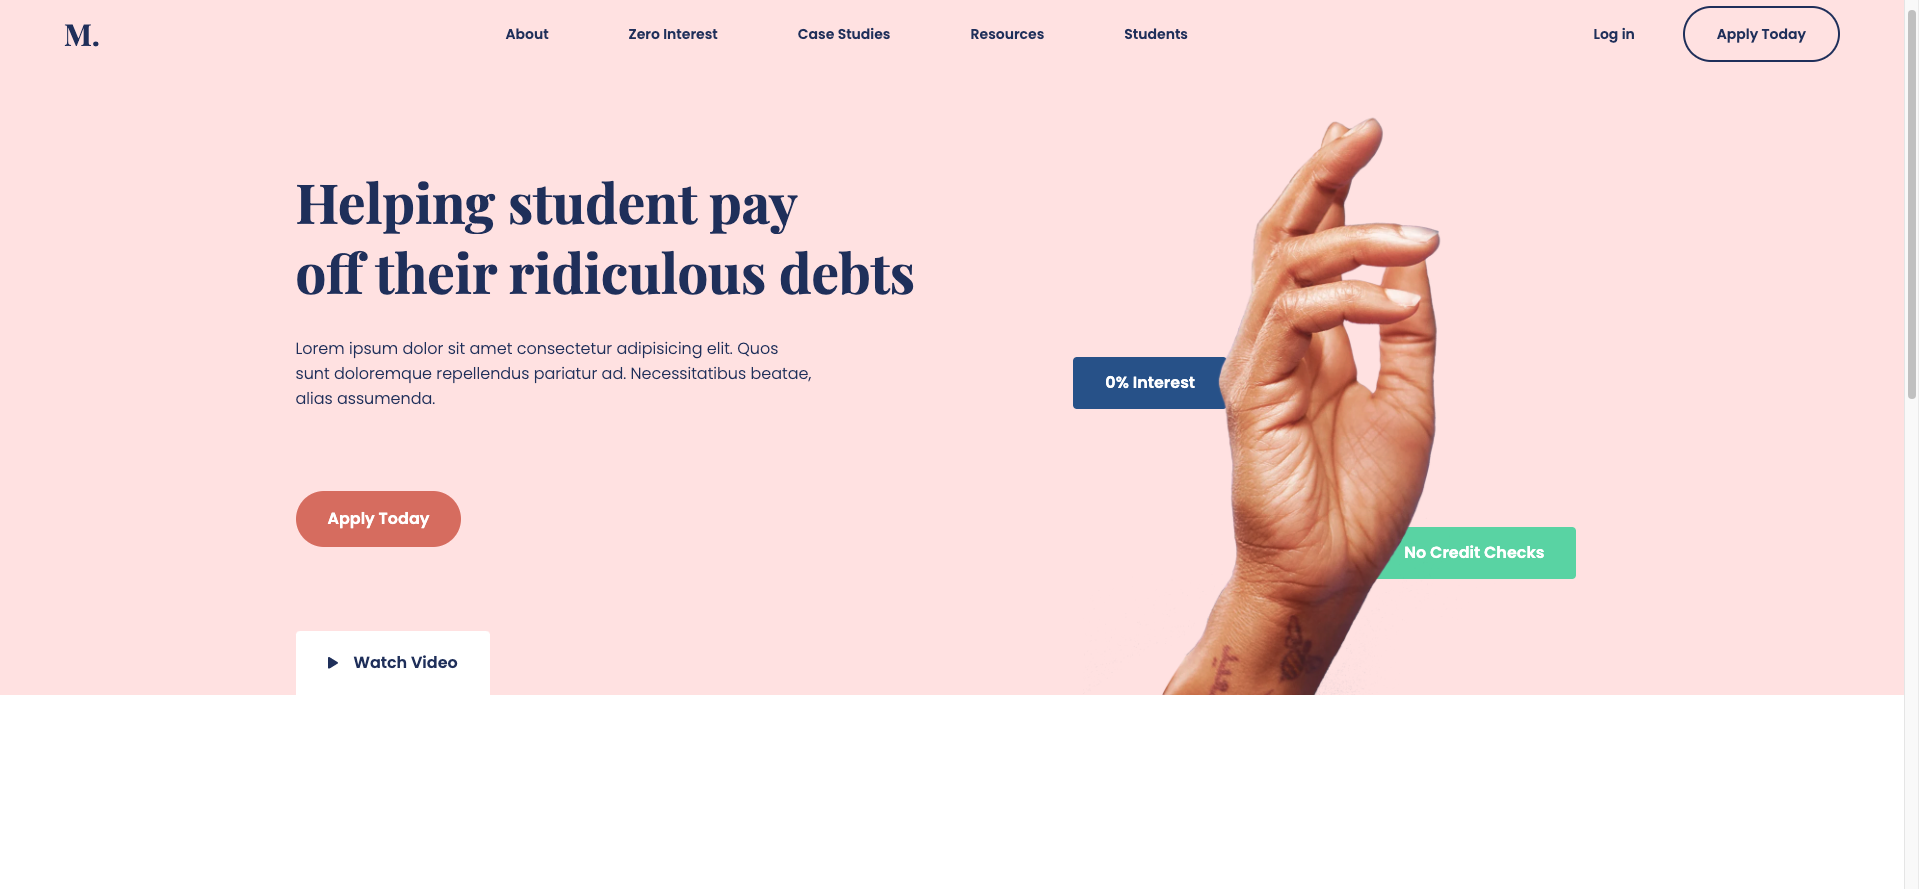 M.
About
Zero Interest
Case Studies
Resources
Students
Log in
Apply Today
Helping student pay
off their ridiculous debts
Lorem ipsum dolor sit amet consectetur adipisicing elit. Quos
sunt doloremque repellendus pariatur ad. Necessitatibus beatae,
alias assumenda.
0% Interest
Apply Today
No Credit Checks
Watch Video